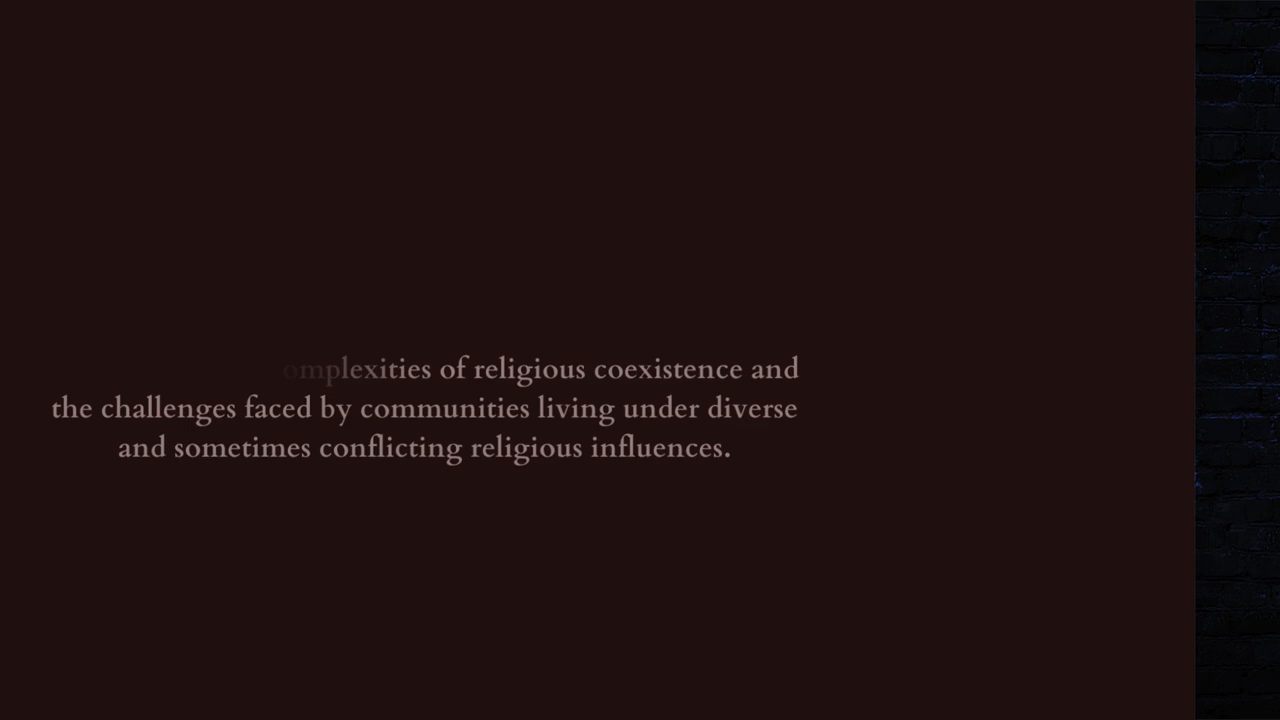 omplexities of religious coexistence and
the challenges faced by communities living under diverse
and sometimes conflicting religious influences.